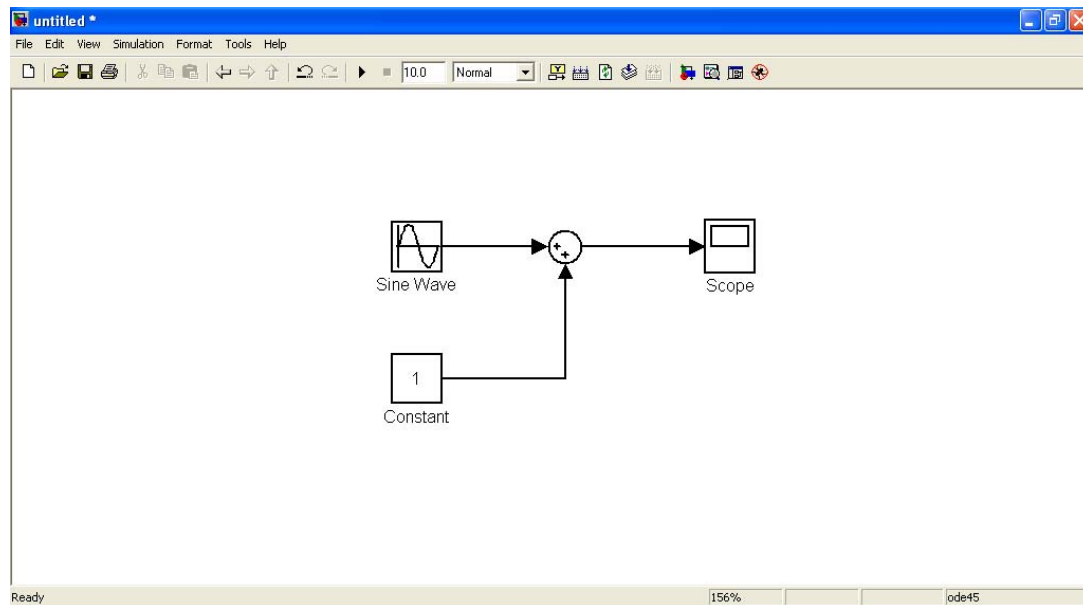 untitled *
File Edit View Simulation Format Tools Help
10.0 Normal
Sine Wave
Scope
1
Constant
Ready 156% ode45